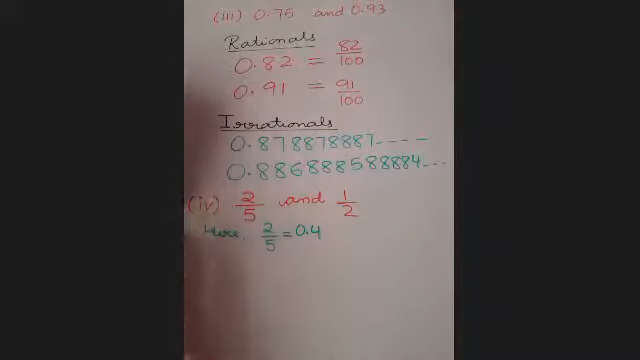 (iii) 0.75 and 0.93
Rationals
0.82 = 82/100
0.91 = 91/100
Irrationals
0.878878887----
0.886888588884...
(iv) 2/5 and 1/2
Here 2/5 = 0.4